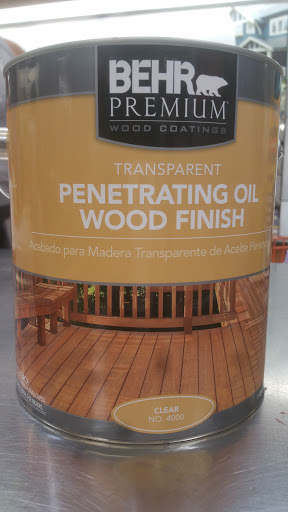 BEHR
PREMIUM
WOOD COATINGS
TRANSPARENT
PENETRATING OIL
WOOD FINISH
Acabado para Madera Transparente de Aceite
CLEAR
NO. 4000